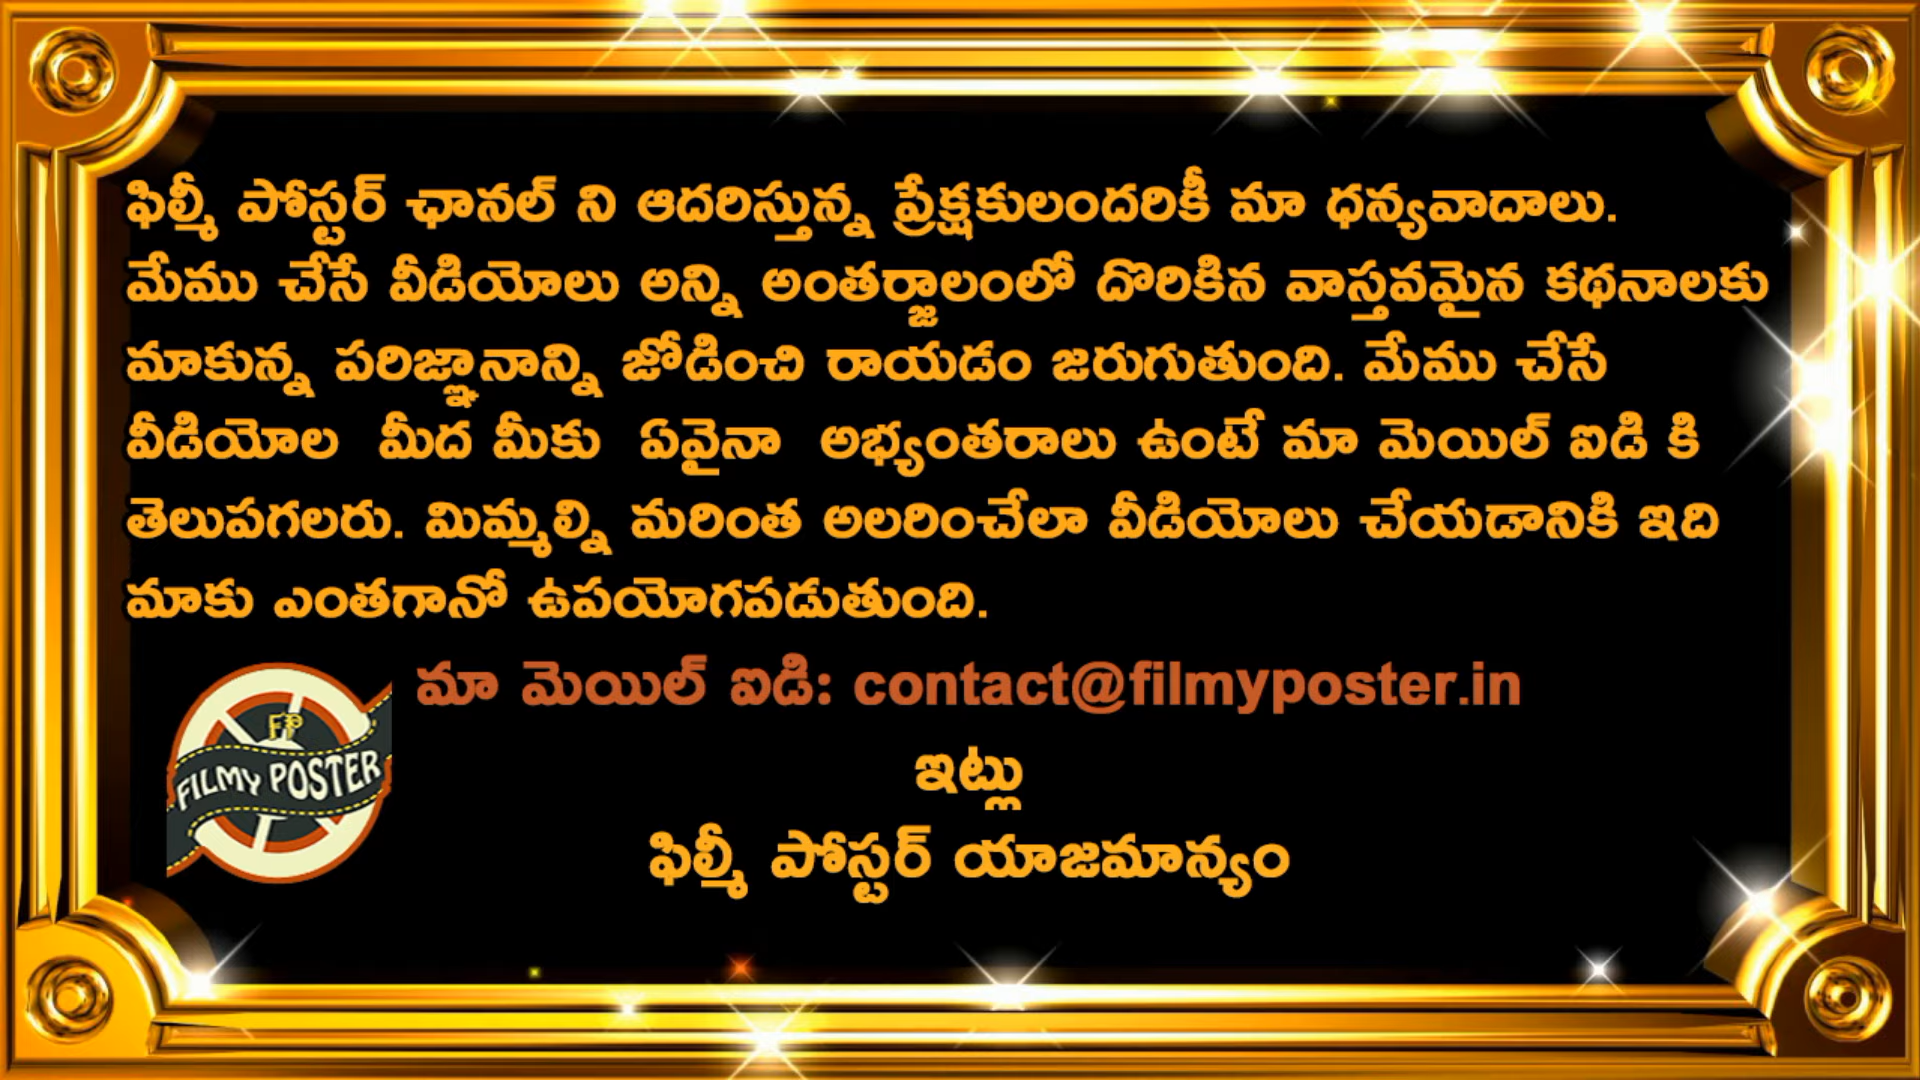 ఫిల్మీ పోస్టర్ ఛానల్ ని ఆదరిస్తున్న ప్రేక్షకులందరికీ మా ధన్యవాదాలు.
మేము చేసే వీడియోలు అన్ని అంతర్జాలంలో దొరికిన వాస్తవమైన కథనాలకు
మాకున్న పరిజ్ఞానాన్ని జోడించి రాయడం జరుగుతుంది. మేము చేసే
వీడియోల మీద మీకు ఏవైనా అభ్యంతరాలు ఉంటే మా మెయిల్ ఐడి కి
తెలుపగలరు. మిమ్మల్ని మరింత అలరించేలా వీడియోలు చేయడానికి ఇది
మాకు ఎంతగానో ఉపయోగపడుతుంది.
మా మెయిల్ ఐడి: contact@filmyposter.in
FP
FILMY POSTER
ఇట్లు
ఫిల్మీ పోస్టర్ యాజమాన్యం